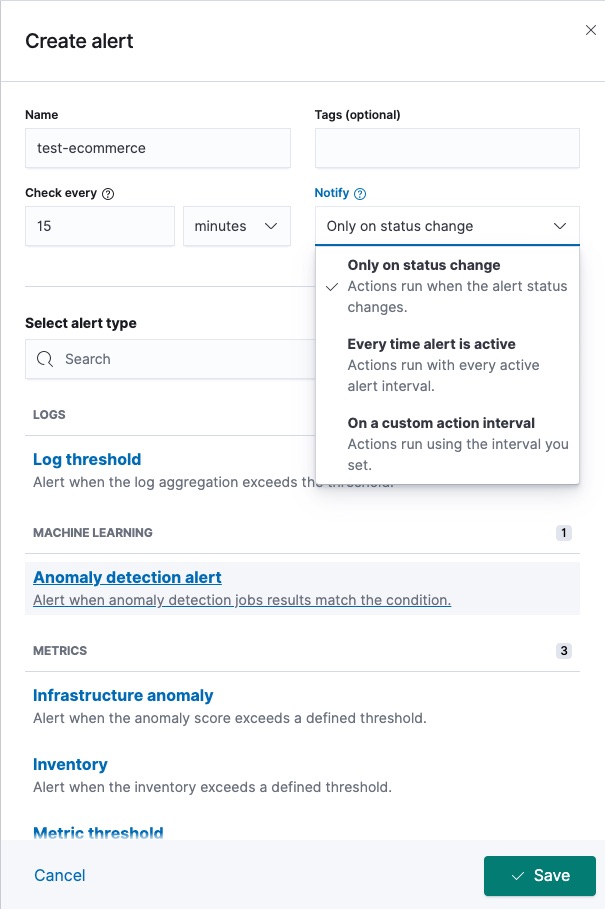 Create alert
Name
Tags (optional)
test-ecommerce
Check every
Notify
15
minutes
Only on status change
Only on status change
Actions run when the alert status
changes.
Every time alert is active
Actions run with every active
alert interval.
On a custom action interval
Actions run using the interval you
set.
Select alert type
Search
LOGS
Log threshold
Alert when the log aggregation exceeds the threshold.
MACHINE LEARNING
1
Anomaly detection alert
Alert when anomaly detection jobs results match the condition.
METRICS
3
Infrastructure anomaly
Alert when the anomaly score exceeds a defined threshold.
Inventory
Alert when the inventory exceeds a defined threshold.
Metric threshold
Cancel
Save